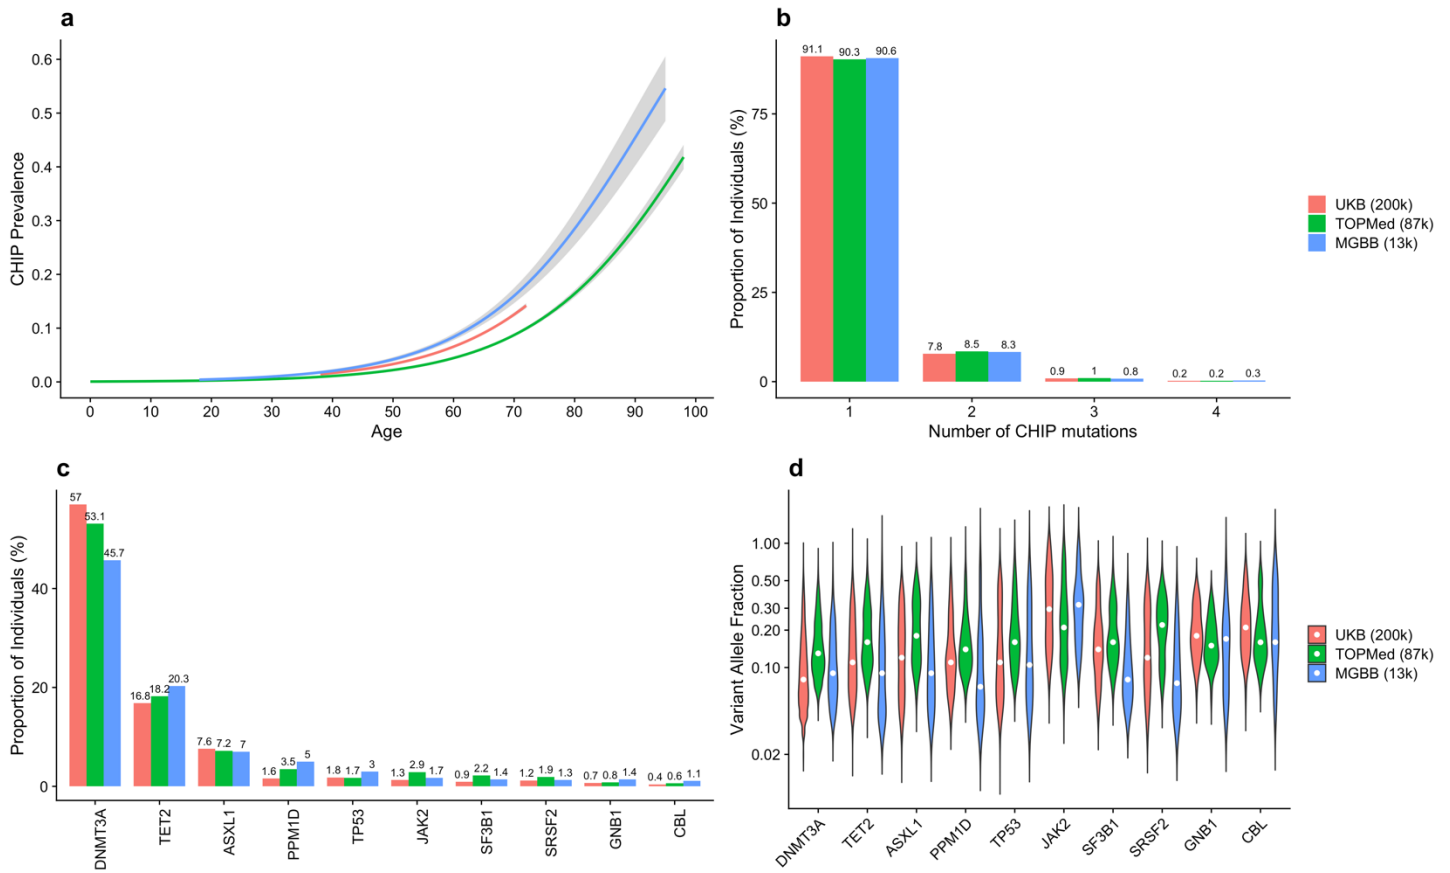 a
CHIP Prevalence
0.6
0.5
0.4
0.3
0.2
0.1
0.0
0 10 20 30 40 50 60 70 80 90 100
Age
b
Proportion of Individuals (%)
75
50
25
0
91.1 90.3 90.6
7.8 8.5 8.3
0.9 1 0.8
0.2 0.2 0.3
1 2 3 4
Number of CHIP mutations
UKB (200k)
TOPMed (87k)
MGBB (13k)
c
Proportion of Individuals (%)
40
20
0
57 53.1 45.7
16.8 18.2 20.3
7.6 7.2 7
1.6 3.5 5
1.8 1.7 3
1.3 2.9 1.7
0.9 2.2 1.4
1.2 1.9 1.3
0.7 0.8 1.4
0.4 0.6 1.1
DNMT3A TET2 ASXL1 PPM1D TP53 JAK2 SF3B1 SRSF2 GNB1 CBL
d
Variant Allele Fraction
1.00
0.50
0.30
0.20
0.10
0.02
DNMT3A TET2 ASXL1 PPM1D TP53 JAK2 SF3B1 SRSF2 GNB1 CBL
UKB (200k)
TOPMed (87k)
MGBB (13k)